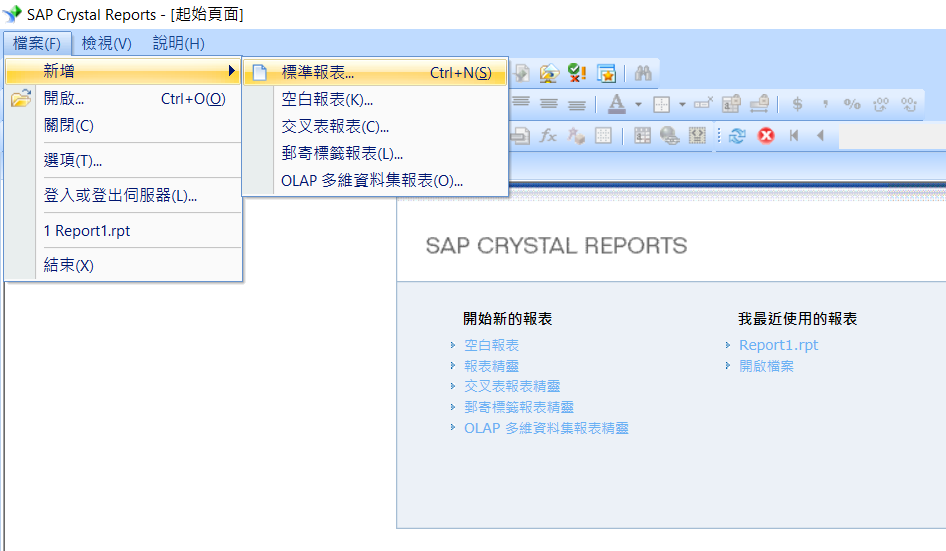 SAP Crystal Reports - [起始頁面]
檔案(F) 檢視(V) 說明(H)
新增
開啟... Ctrl+O(O)
關閉(C)
選項(T)...
登入或登出伺服器(L)...
1 Report1.rpt
結束(X)
標準報表... Ctrl+N(S)
空白報表(K)...
交叉表報表(C)...
郵寄標籤報表(L)...
OLAP 多維資料集報表(O)...
SAP CRYSTAL REPORTS
開始新的報表
空白報表
報表精靈
交叉表報表精靈
郵寄標籤報表精靈
OLAP 多維資料集報表精靈
我最近使用的報表
Report1.rpt
開啟檔案